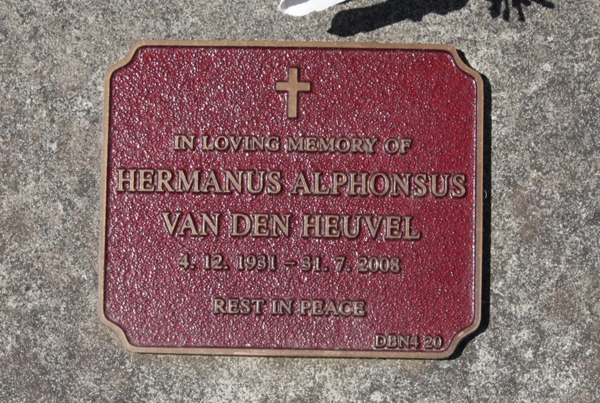 IN LOVING MEMORY OF
HERMANUS ALPHONSUS
VAN DEN HEUVEL
4. 12. 1931 – 31. 7. 2008
REST IN PEACE
DBN4 20